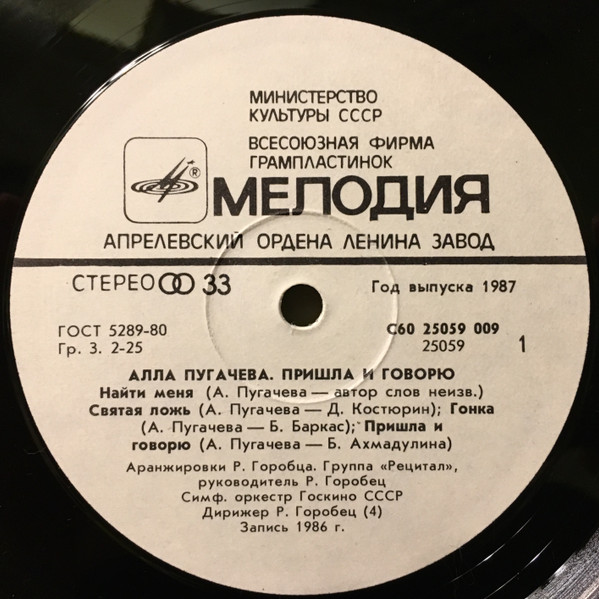 МИНИСТЕРСТВО
КУЛЬТУРЫ СССР
ВСЕСОЮЗНАЯ ФИРМА
ГРАМПЛАСТИНОК
®
МЕЛОДИЯ
АПРЕЛЕВСКИЙ ОРДЕНА ЛЕНИНА ЗАВОД
СТЕРЕО 33
Год выпуска 1987
ГОСТ 5289-80
С60 25059 009
Гр. 3. 2-25
25059
1
АЛЛА ПУГАЧЕВА. ПРИШЛА И ГОВОРЮ
Найти меня (А. Пугачева — автор слов неизв.)
Святая ложь (А. Пугачева — Д. Костюрин); Гонка
(А. Пугачева — Б. Баркас); Пришла и
говорю (А. Пугачева — Б. Ахмадулина)
Аранжировки Р. Горобца. Группа «Рецитал»,
руководитель Р. Горобец
Симф. оркестр Госкино СССР
Дирижер Р. Горобец (4)
Запись 1986 г.